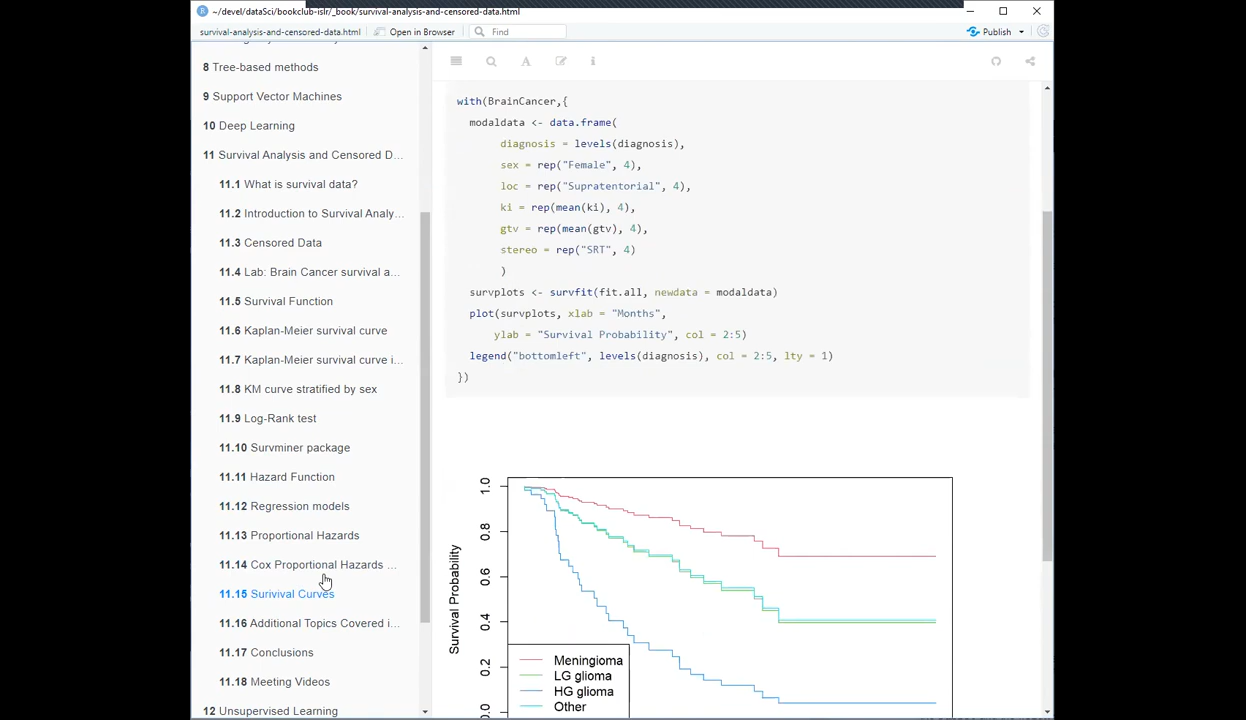 ~/devel/dataSci/bookclub-islr/_book/survival-analysis-and-censored-data.html
survival-analysis-and-censored-data.html
Open in Browser
Find
Publish
8 Tree-based methods
9 Support Vector Machines
10 Deep Learning
11 Survival Analysis and Censored D...
11.1 What is survival data?
11.2 Introduction to Survival Analy...
11.3 Censored Data
11.4 Lab: Brain Cancer survival a...
11.5 Survival Function
11.6 Kaplan-Meier survival curve
11.7 Kaplan-Meier survival curve i...
11.8 KM curve stratified by sex
11.9 Log-Rank test
11.10 Survminer package
11.11 Hazard Function
11.12 Regression models
11.13 Proportional Hazards
11.14 Cox Proportional Hazards ...
11.15 Surivival Curves
11.16 Additional Topics Covered i...
11.17 Conclusions
11.18 Meeting Videos
12 Unsupervised Learning
with(BrainCancer,{
modaldata <- data.frame(
diagnosis = levels(diagnosis),
sex = rep("Female", 4),
loc = rep("Supratentorial", 4),
ki = rep(mean(ki), 4),
gtv = rep(mean(gtv), 4),
stereo = rep("SRT", 4)
)
survplots <- survfit(fit.all, newdata = modaldata)
plot(survplots, xlab = "Months",
ylab = "Survival Probability", col = 2:5)
legend("bottomleft", levels(diagnosis), col = 2:5, lty = 1)
})
Survival Probability
1.0
0.8
0.6
0.4
0.2
0.0
Meningioma
LG glioma
HG glioma
Other